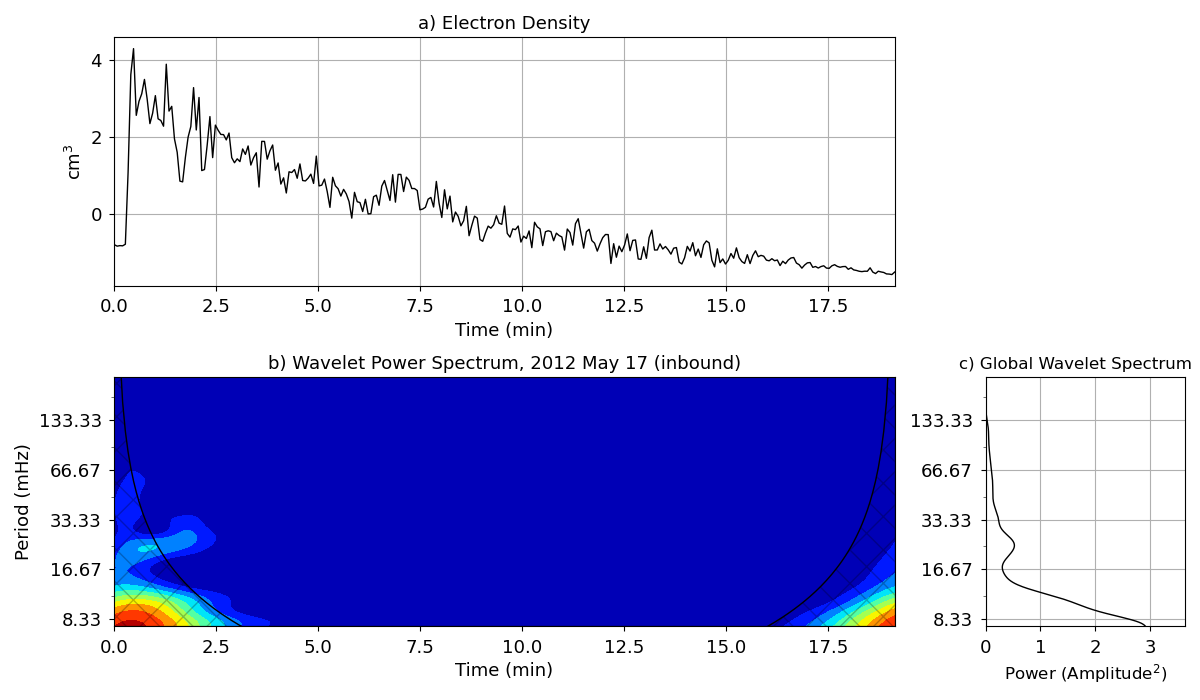 a) Electron Density
4
2
0
cm³
0.0 2.5 5.0 7.5 10.0 12.5 15.0 17.5
Time (min)
b) Wavelet Power Spectrum, 2012 May 17 (inbound)
133.33
66.67
33.33
16.67
8.33
Period (mHz)
0.0 2.5 5.0 7.5 10.0 12.5 15.0 17.5
Time (min)
c) Global Wavelet Spectrum
133.33
66.67
33.33
16.67
8.33
0 1 2 3
Power (Amplitude²)